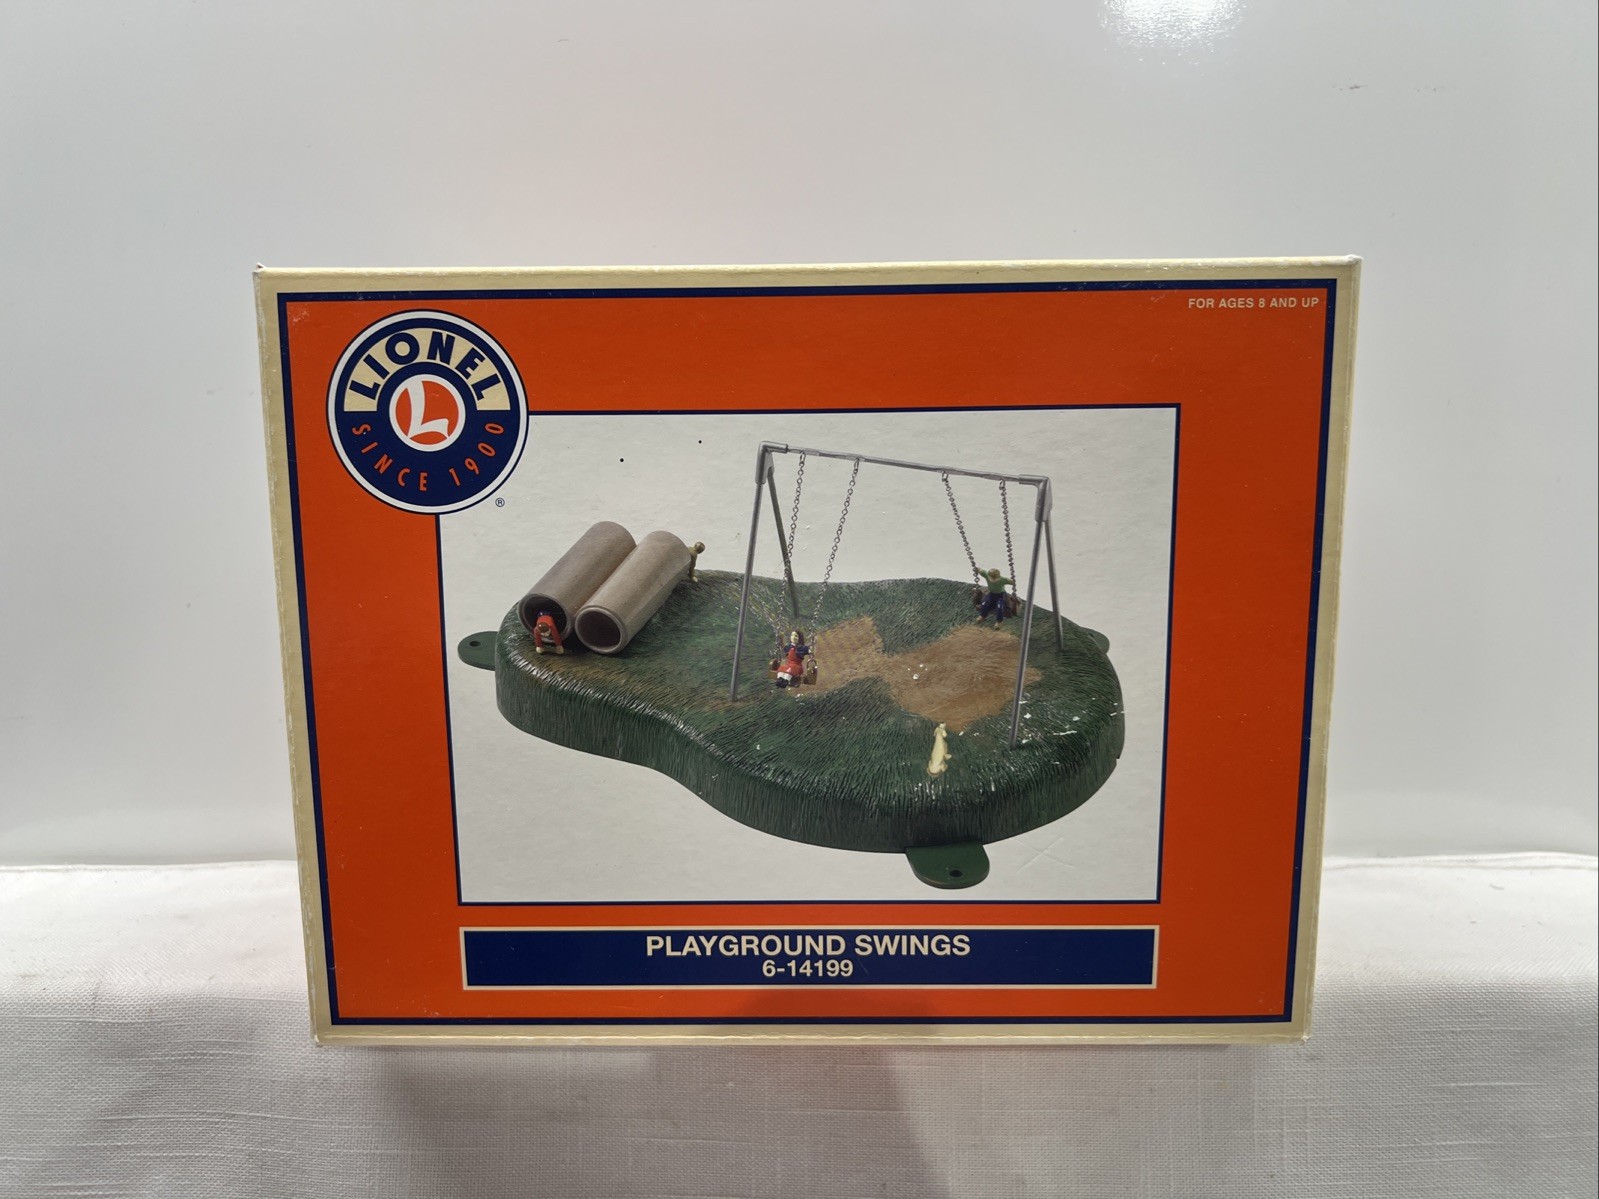 FOR AGES 8 AND UP
LIONEL
L
SINCE 1900
®
PLAYGROUND SWINGS
6-14199